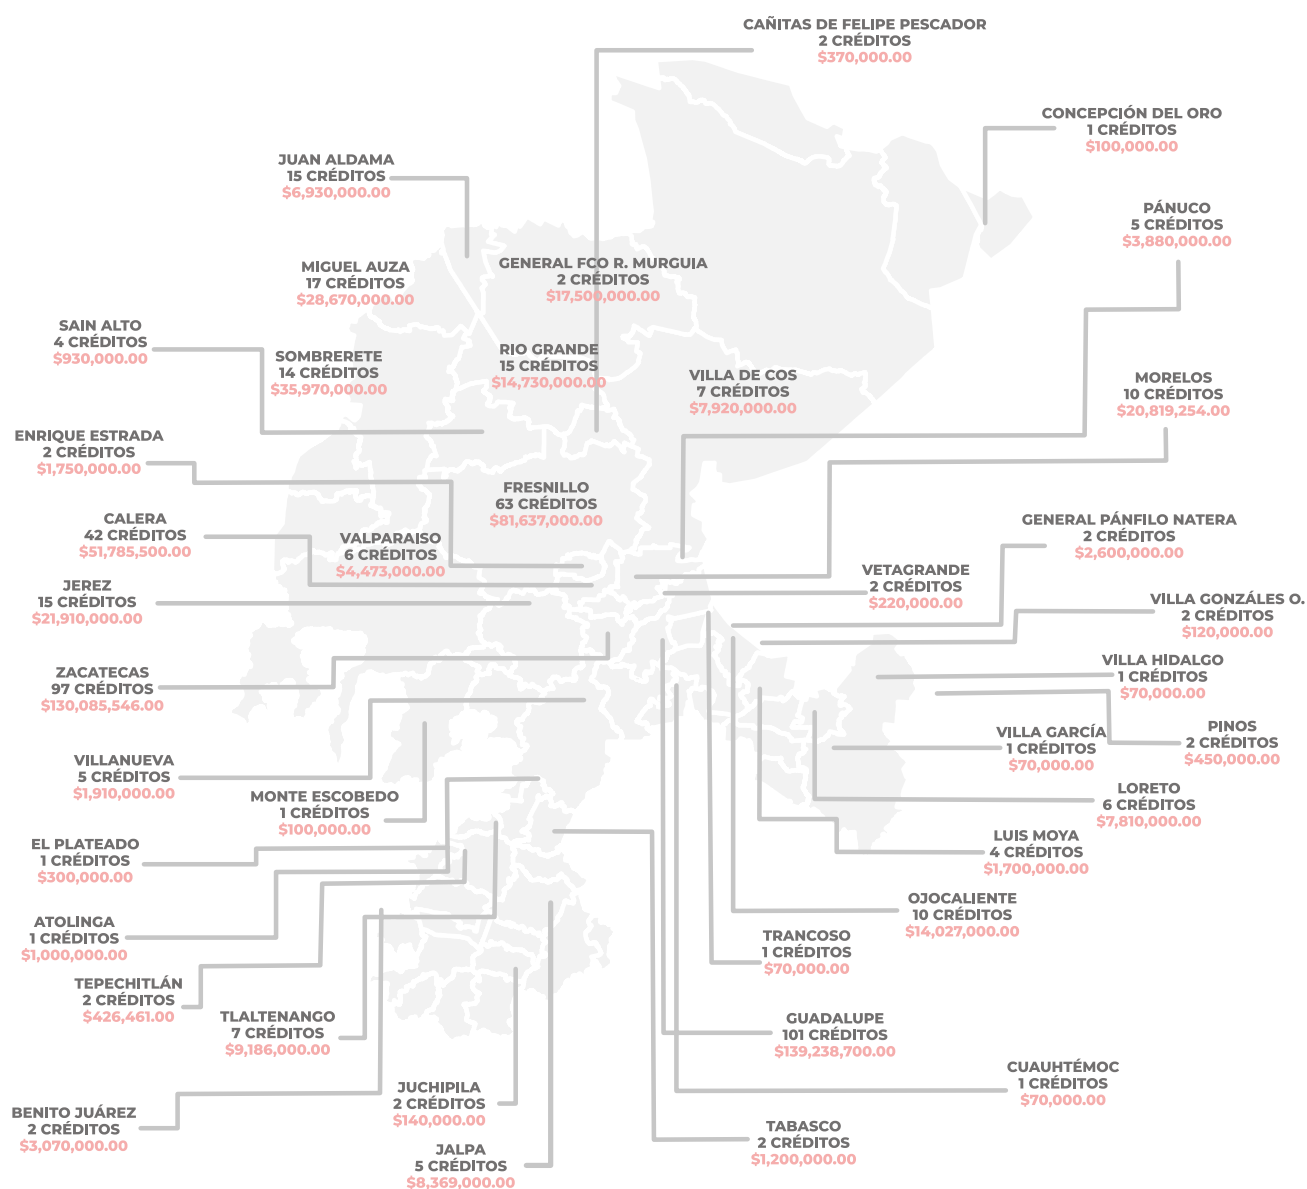 CAÑITAS DE FELIPE PESCADOR
2 CRÉDITOS
$370,000.00
CONCEPCIÓN DEL ORO
1 CRÉDITOS
$100,000.00
JUAN ALDAMA
15 CRÉDITOS
$6,930,000.00
PÁNUCO
5 CRÉDITOS
$3,880,000.00
MIGUEL AUZA
17 CRÉDITOS
$28,670,000.00
GENERAL FCO R. MURGUIA
2 CRÉDITOS
$17,500,000.00
SAIN ALTO
4 CRÉDITOS
$930,000.00
SOMBRERETE
14 CRÉDITOS
$35,970,000.00
RIO GRANDE
15 CRÉDITOS
$14,730,000.00
VILLA DE COS
7 CRÉDITOS
$7,920,000.00
MORELOS
10 CRÉDITOS
$20,819,254.00
ENRIQUE ESTRADA
2 CRÉDITOS
$1,750,000.00
FRESNILLO
63 CRÉDITOS
$81,637,000.00
CALERA
42 CRÉDITOS
$51,785,500.00
VALPARAISO
6 CRÉDITOS
$4,473,000.00
GENERAL PÁNFILO NATERA
2 CRÉDITOS
$2,600,000.00
VETAGRANDE
2 CRÉDITOS
$220,000.00
JEREZ
15 CRÉDITOS
$21,910,000.00
VILLA GONZÁLES O.
2 CRÉDITOS
$120,000.00
ZACATECAS
97 CRÉDITOS
$130,085,546.00
VILLA HIDALGO
1 CRÉDITOS
$70,000.00
VILLA GARCÍA
1 CRÉDITOS
$70,000.00
PINOS
2 CRÉDITOS
$450,000.00
VILLANUEVA
5 CRÉDITOS
$1,910,000.00
MONTE ESCOBEDO
1 CRÉDITOS
$100,000.00
LORETO
6 CRÉDITOS
$7,810,000.00
EL PLATEADO
1 CRÉDITOS
$300,000.00
LUIS MOYA
4 CRÉDITOS
$1,700,000.00
ATOLINGA
1 CRÉDITOS
$1,000,000.00
OJOCALIENTE
10 CRÉDITOS
$14,027,000.00
TRANCOSO
1 CRÉDITOS
$70,000.00
TEPECHITLÁN
2 CRÉDITOS
$426,461.00
TLALTENANGO
7 CRÉDITOS
$9,186,000.00
GUADALUPE
101 CRÉDITOS
$139,238,700.00
CUAUHTÉMOC
1 CRÉDITOS
$70,000.00
JUCHIPILA
2 CRÉDITOS
$140,000.00
BENITO JUÁREZ
2 CRÉDITOS
$3,070,000.00
TABASCO
2 CRÉDITOS
$1,200,000.00
JALPA
5 CRÉDITOS
$8,369,000.00